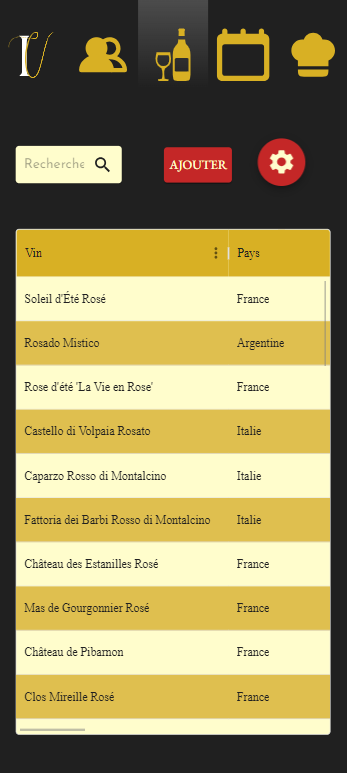 IV
Recherche
AJOUTER
Vin
Pays
Soleil d'Été Rosé
France
Rosado Mistico
Argentine
Rose d'été 'La Vie en Rose'
France
Castello di Volpaia Rosato
Italie
Caparzo Rosso di Montalcino
Italie
Fattoria dei Barbi Rosso di Montalcino
Italie
Château des Estanilles Rosé
France
Mas de Gourgonnier Rosé
France
Château de Pibarnon
France
Clos Mireille Rosé
France